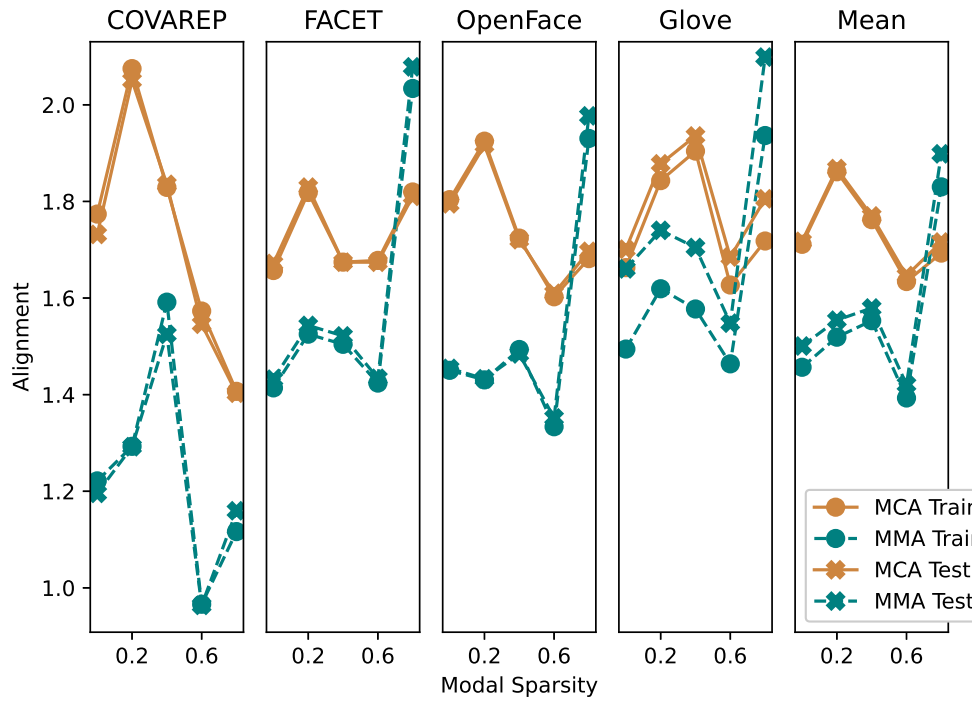 COVAREP FACET OpenFace Glove Mean
Alignment
2.0
1.8
1.6
1.4
1.2
1.0
MCA Train
MMA Train
MCA Test
MMA Test
0.2 0.6 0.2 0.6 0.2 0.6 0.2 0.6 0.2 0.6
Modal Sparsity